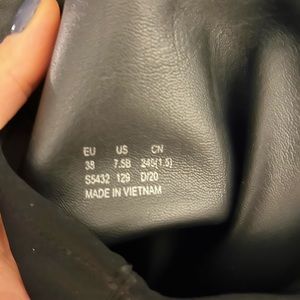 EU US CN
38 7.5B 240(1.5)
S5432 129 D/20
MADE IN VIETNAM